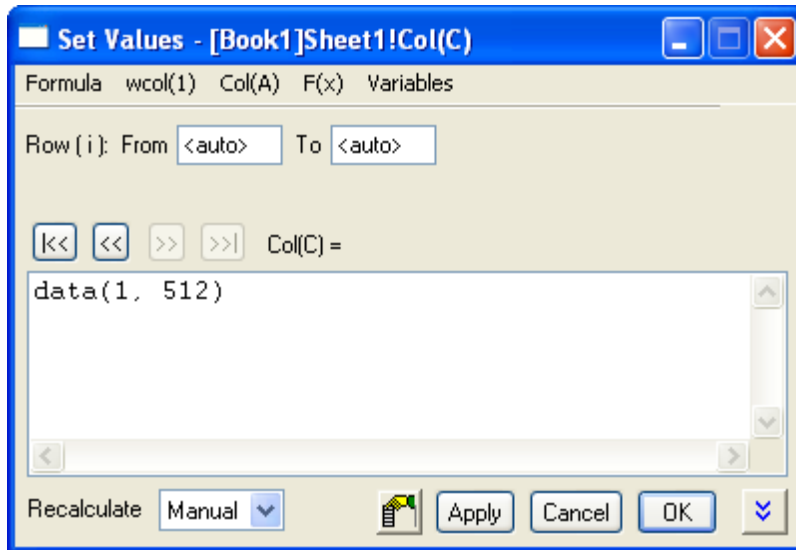 Set Values - [Book1]Sheet1!Col(C)
Formula wcol(1) Col(A) F(x) Variables
Row ( i ): From <auto> To <auto>
|<< << >> >>| Col(C) =
data(1, 512)
Recalculate Manual Apply Cancel OK